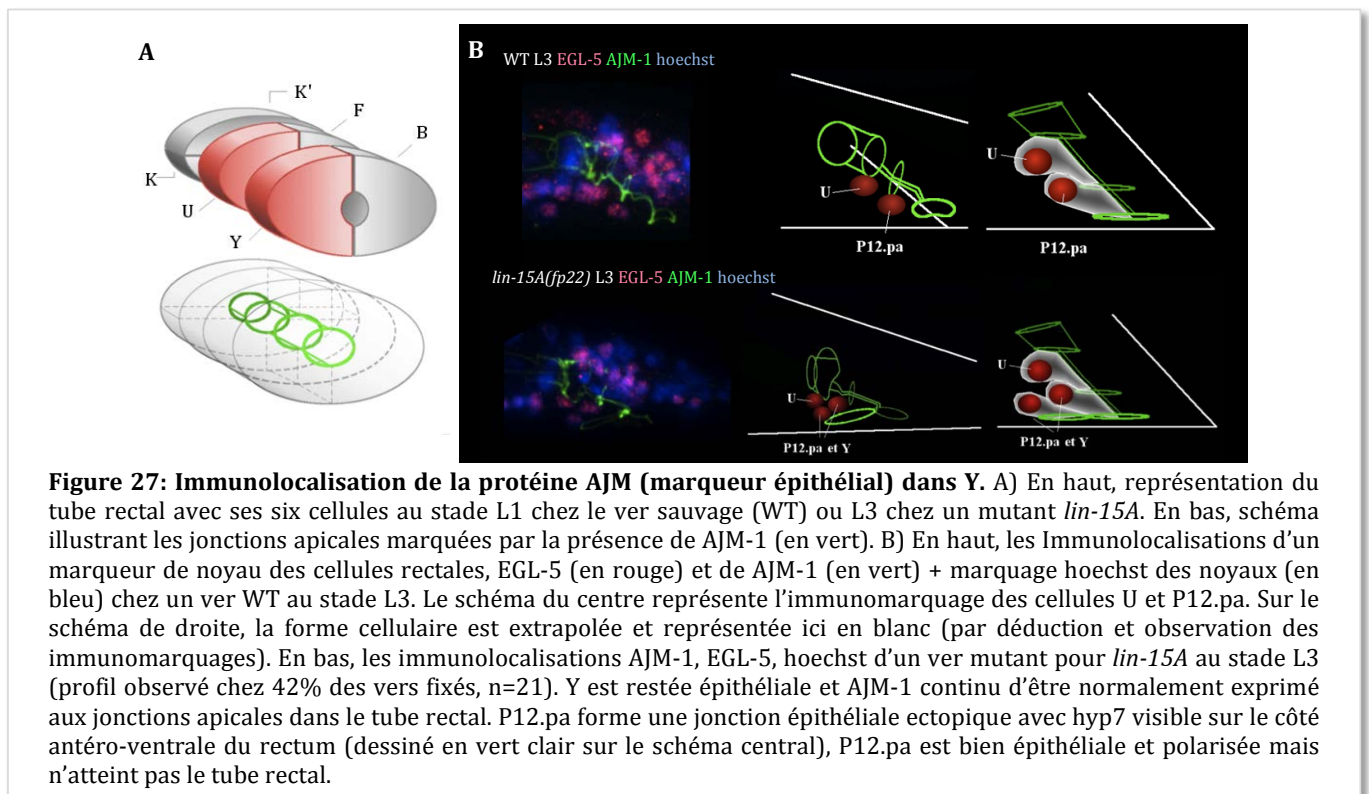 A
K'
F
B
K
U
Y
B
WT L3 EGL-5 AJM-1 hoechst
U
P12.pa
U
P12.pa
lin-15A(fp22) L3 EGL-5 AJM-1 hoechst
U
P12.pa et Y
U
P12.pa et Y
Figure 27: Immunolocalisation de la protéine AJM (marqueur épithélial) dans Y. A) En haut, représentation du
tube rectal avec ses six cellules au stade L1 chez le ver sauvage (WT) ou L3 chez un mutant lin-15A. En bas, schéma
illustrant les jonctions apicales marquées par la présence de AJM-1 (en vert). B) En haut, les Immunolocalisations d’un
marqueur de noyau des cellules rectales, EGL-5 (en rouge) et de AJM-1 (en vert) + marquage hoechst des noyaux (en
bleu) chez un ver WT au stade L3. Le schéma du centre représente l’immunomarquage des cellules U et P12.pa. Sur le
schéma de droite, la forme cellulaire est extrapolée et représentée ici en blanc (par déduction et observation des
immunomarquages). En bas, les immunolocalisations AJM-1, EGL-5, hoechst d’un ver mutant pour lin-15A au stade L3
(profil observé chez 42% des vers fixés, n=21). Y est restée épithéliale et AJM-1 continu d’être normalement exprimé
aux jonctions apicales dans le tube rectal. P12.pa forme une jonction épithéliale ectopique avec hyp7 visible sur le côté
antéro-ventrale du rectum (dessiné en vert clair sur le schéma central), P12.pa est bien épithéliale et polarisée mais
n’atteint pas le tube rectal.